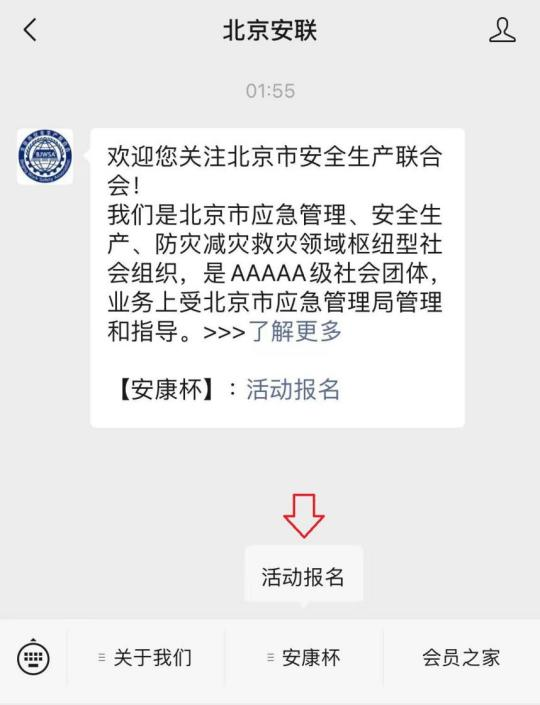 北京安联
01:55
BJWSA
欢迎您关注北京市安全生产联合
会!
我们是北京市应急管理、安全生
产、防灾减灾救灾领域枢纽型社
会组织，是AAAAA级社会团体，
业务上受北京市应急管理局管理
和指导。>>>了解更多
【安康杯】：活动报名
活动报名
关于我们
安康杯
会员之家